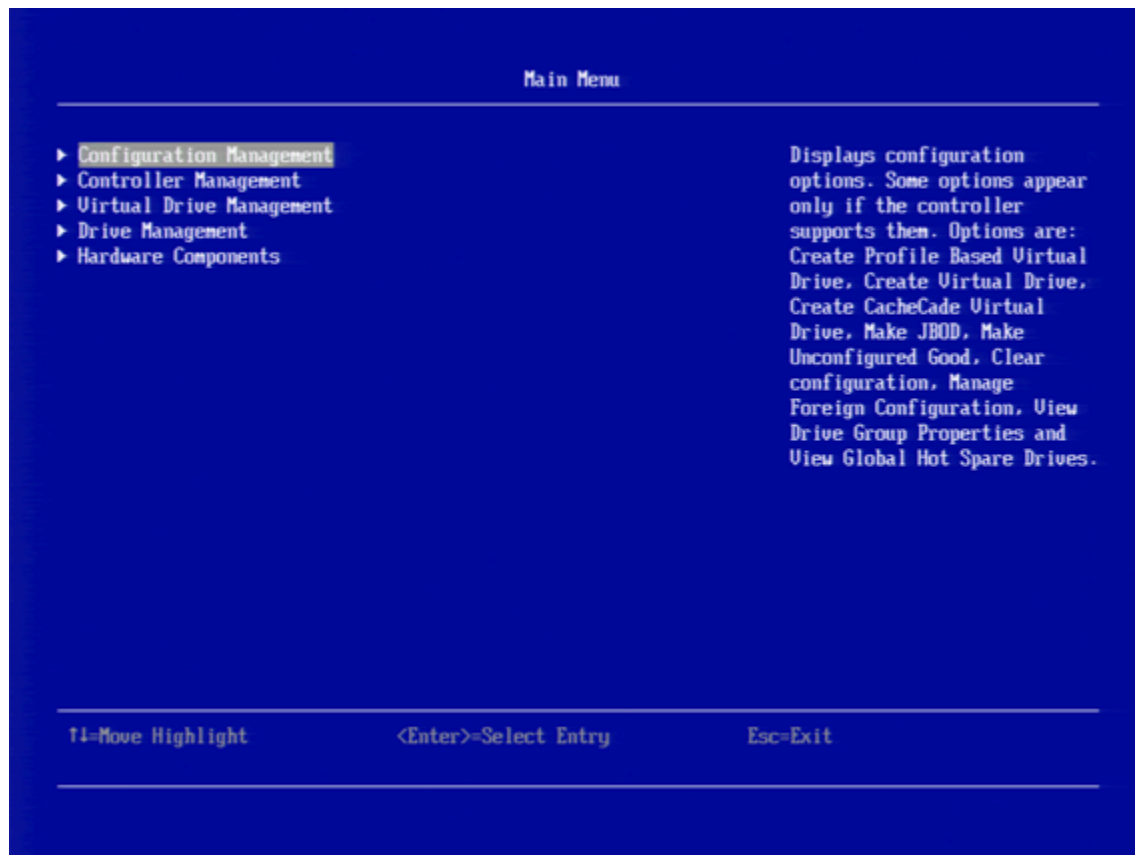 Main Menu
▶ Configuration Management
▶ Controller Management
▶ Virtual Drive Management
▶ Drive Management
▶ Hardware Components
Displays configuration
options. Some options appear
only if the controller
supports them. Options are:
Create Profile Based Virtual
Drive, Create Virtual Drive,
Create CacheCade Virtual
Drive, Make JBOD, Make
Unconfigured Good, Clear
configuration, Manage
Foreign Configuration, View
Drive Group Properties and
View Global Hot Spare Drives.
↑↓=Move Highlight <Enter>=Select Entry Esc=Exit